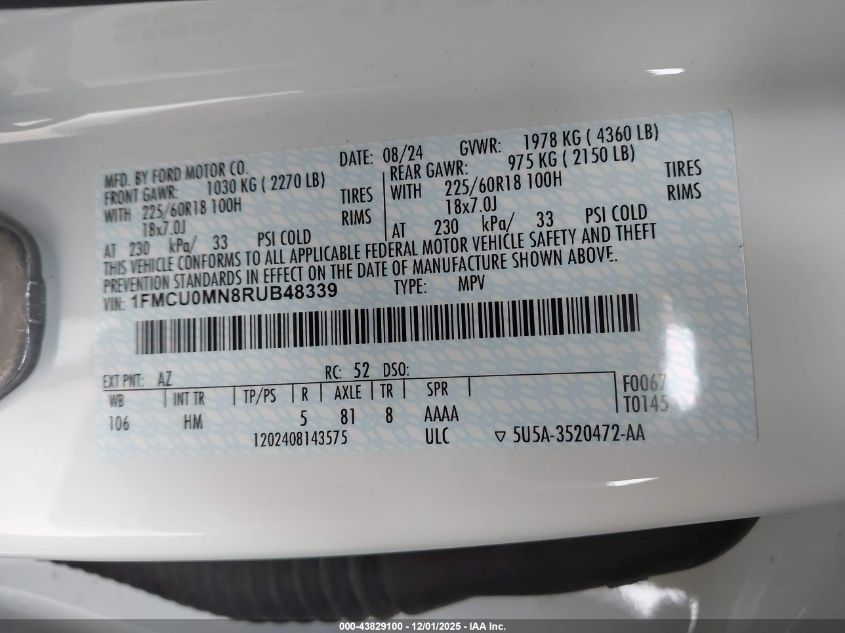 MFD. BY FORD MOTOR CO. DATE: 08/24 GVWR: 1978 KG ( 4360 LB)
FRONT GAWR: 1030 KG ( 2270 LB) REAR GAWR: 975 KG ( 2150 LB)
WITH 225/60R18 100H TIRES WITH 225/60R18 100H TIRES
18x7.0J RIMS 18x7.0J RIMS
AT 230 kPa/ 33 PSI COLD AT 230 kPa/ 33 PSI COLD
THIS VEHICLE CONFORMS TO ALL APPLICABLE FEDERAL MOTOR VEHICLE SAFETY AND THEFT
PREVENTION STANDARDS IN EFFECT ON THE DATE OF MANUFACTURE SHOWN ABOVE.
VIN: 1FMCU0MN8RUB48339 TYPE: MPV
EXT PNT: AZ RC: 52 DSO:
WB INT TR TP/PS R AXLE TR SPR F0067
106 HM 5 81 8 AAAA T0145
1202408143575 ULC ▽ 5U5A-3520472-AA
000-43829100 - 12/01/2025 - IAA Inc.